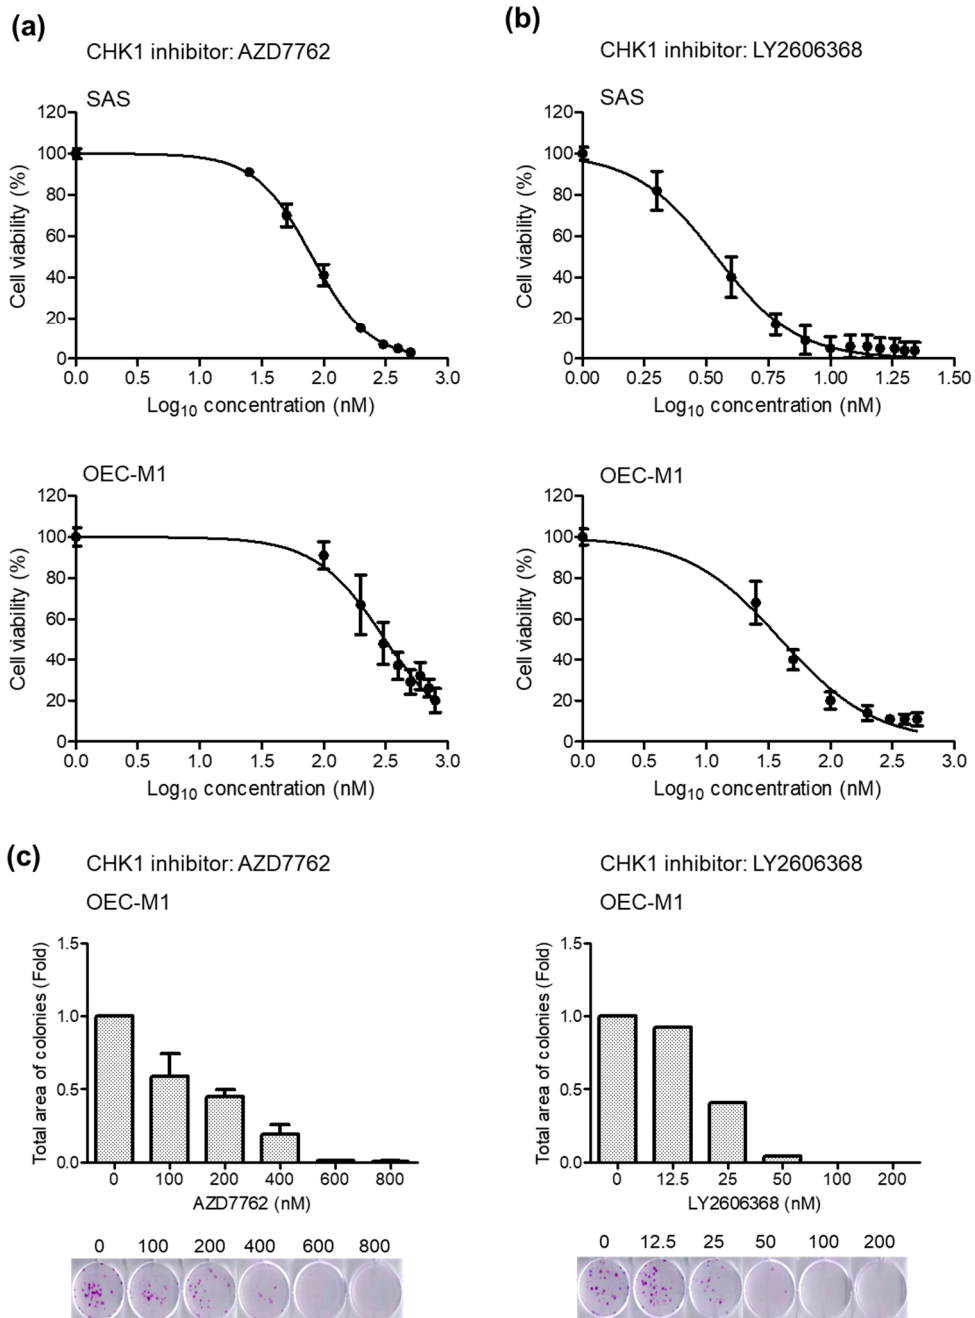 (a)
CHK1 inhibitor: AZD7762
SAS
120
100
80
60
40
20
0
Cell viability (%)
0.0 0.5 1.0 1.5 2.0 2.5 3.0
Log10 concentration (nM)
OEC-M1
120
100
80
60
40
20
0
Cell viability (%)
0.0 0.5 1.0 1.5 2.0 2.5 3.0
Log10 concentration (nM)
(b)
CHK1 inhibitor: LY2606368
SAS
120
100
80
60
40
20
0
Cell viability (%)
0.00 0.25 0.50 0.75 1.00 1.25 1.50
Log10 concentration (nM)
OEC-M1
120
100
80
60
40
20
0
Cell viability (%)
0.0 0.5 1.0 1.5 2.0 2.5 3.0
Log10 concentration (nM)
(c)
CHK1 inhibitor: AZD7762
OEC-M1
1.5
1.0
0.5
0.0
Total area of colonies (Fold)
0 100 200 400 600 800
AZD7762 (nM)
0 100 200 400 600 800
CHK1 inhibitor: LY2606368
OEC-M1
1.5
1.0
0.5
0.0
Total area of colonies (Fold)
0 12.5 25 50 100 200
LY2606368 (nM)
0 12.5 25 50 100 200